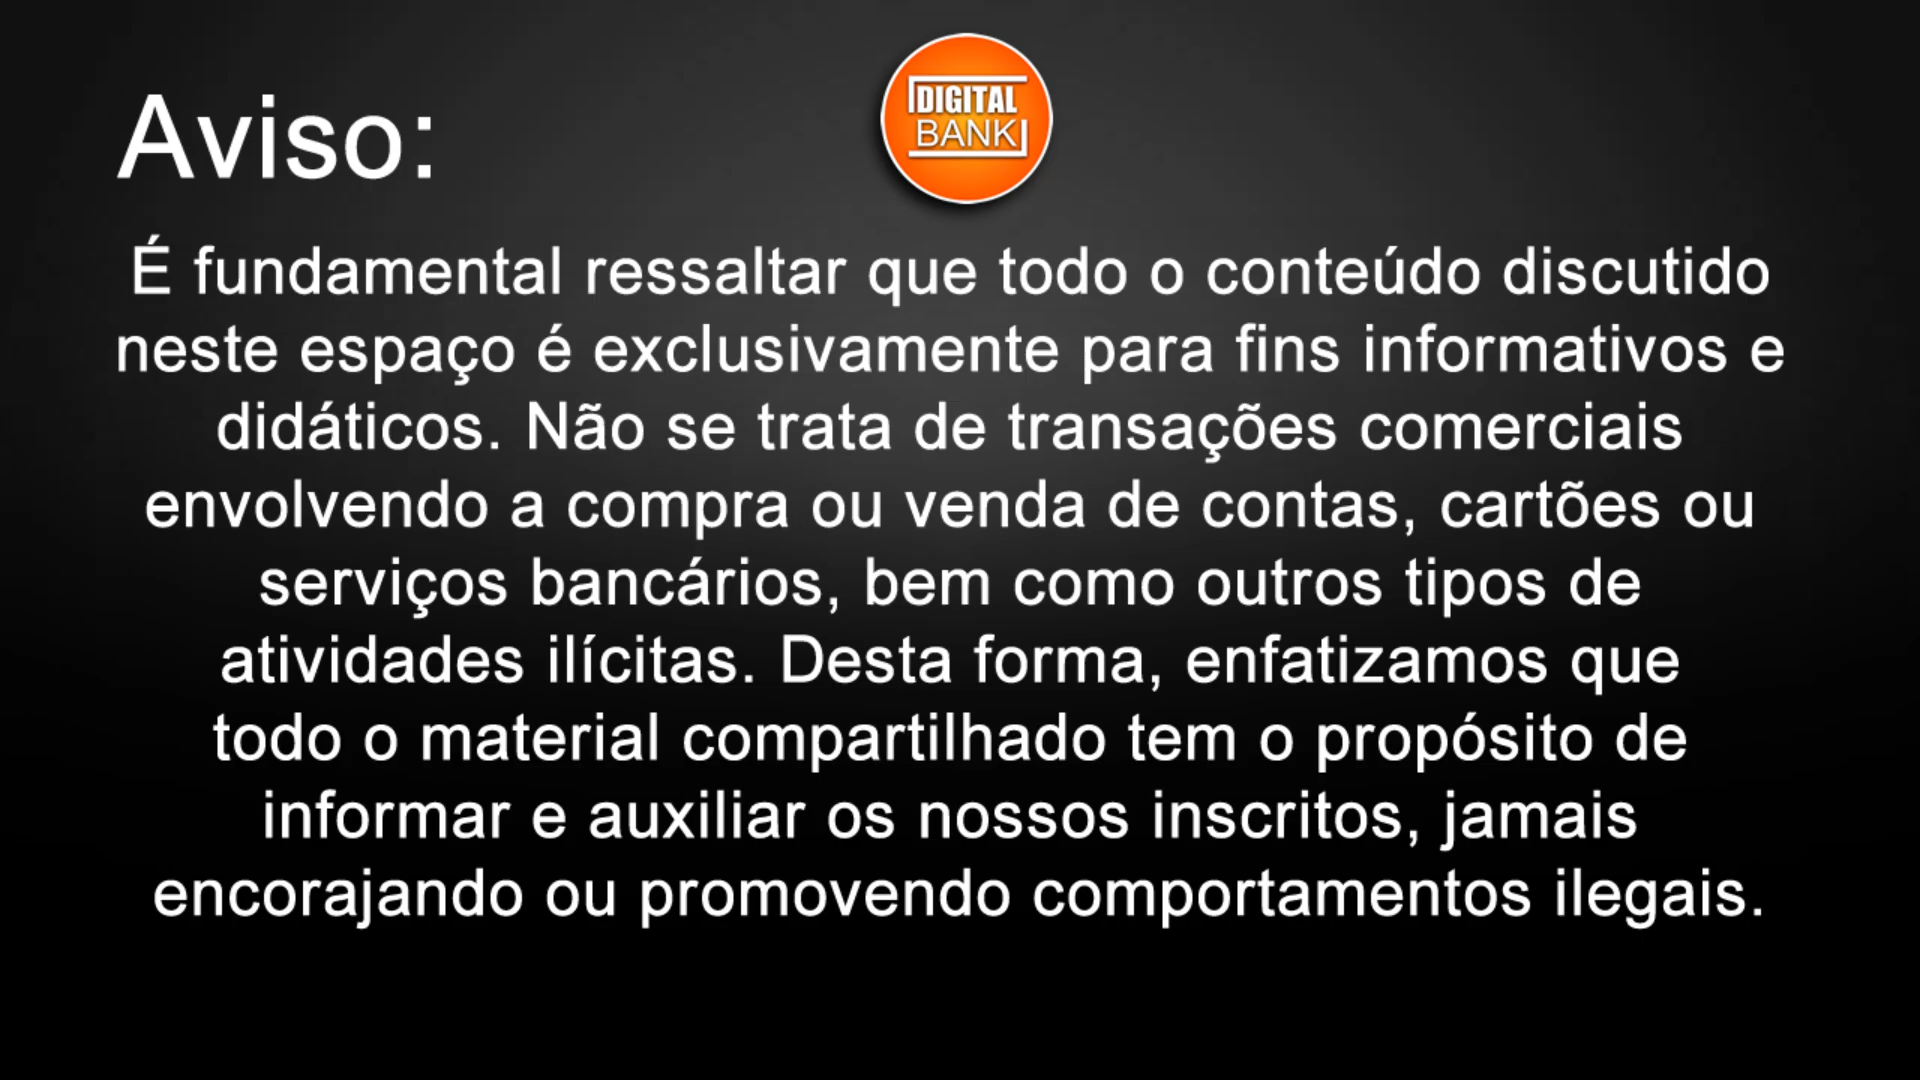 DIGITAL
BANK
Aviso:
É fundamental ressaltar que todo o conteúdo discutido
neste espaço é exclusivamente para fins informativos e
didáticos. Não se trata de transações comerciais
envolvendo a compra ou venda de contas, cartões ou
serviços bancários, bem como outros tipos de
atividades ilícitas. Desta forma, enfatizamos que
todo o material compartilhado tem o propósito de
informar e auxiliar os nossos inscritos, jamais
encorajando ou promovendo comportamentos ilegais.